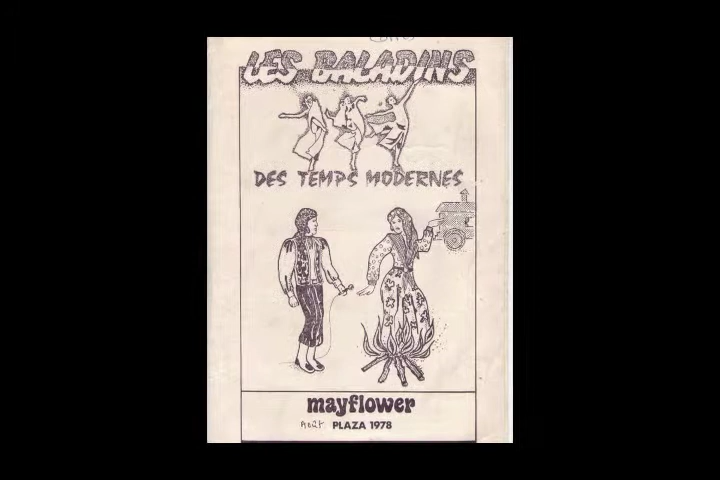 LES BALADINS
DES TEMPS MODERNES
mayflower
Août PLAZA 1978